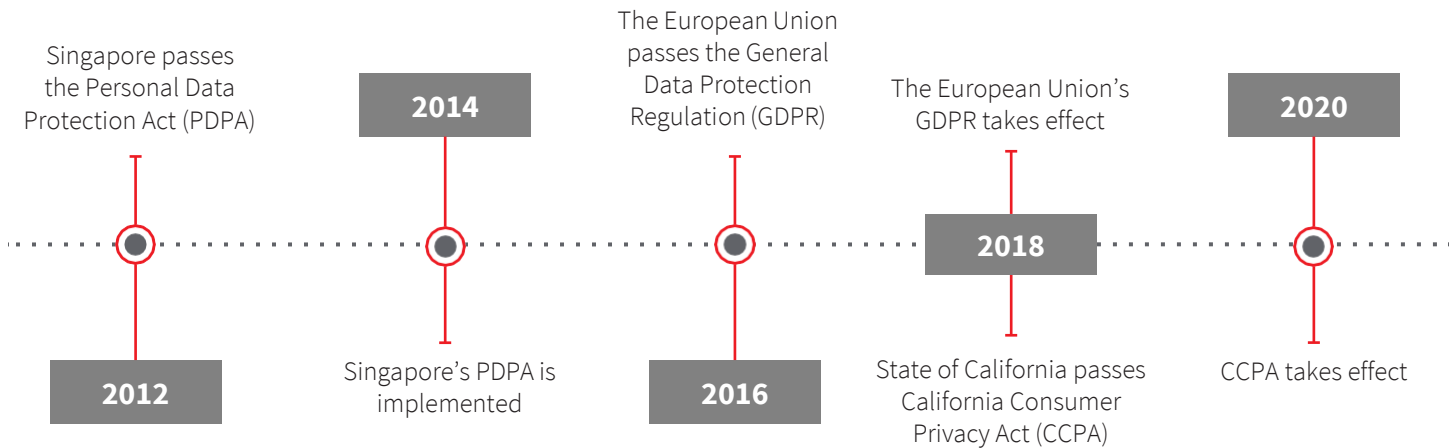 Singapore passes
the Personal Data
Protection Act (PDPA)
2012
2014
Singapore’s PDPA is
implemented
The European Union
passes the General
Data Protection
Regulation (GDPR)
2016
The European Union’s
GDPR takes effect
2018
State of California passes
California Consumer
Privacy Act (CCPA)
2020
CCPA takes effect